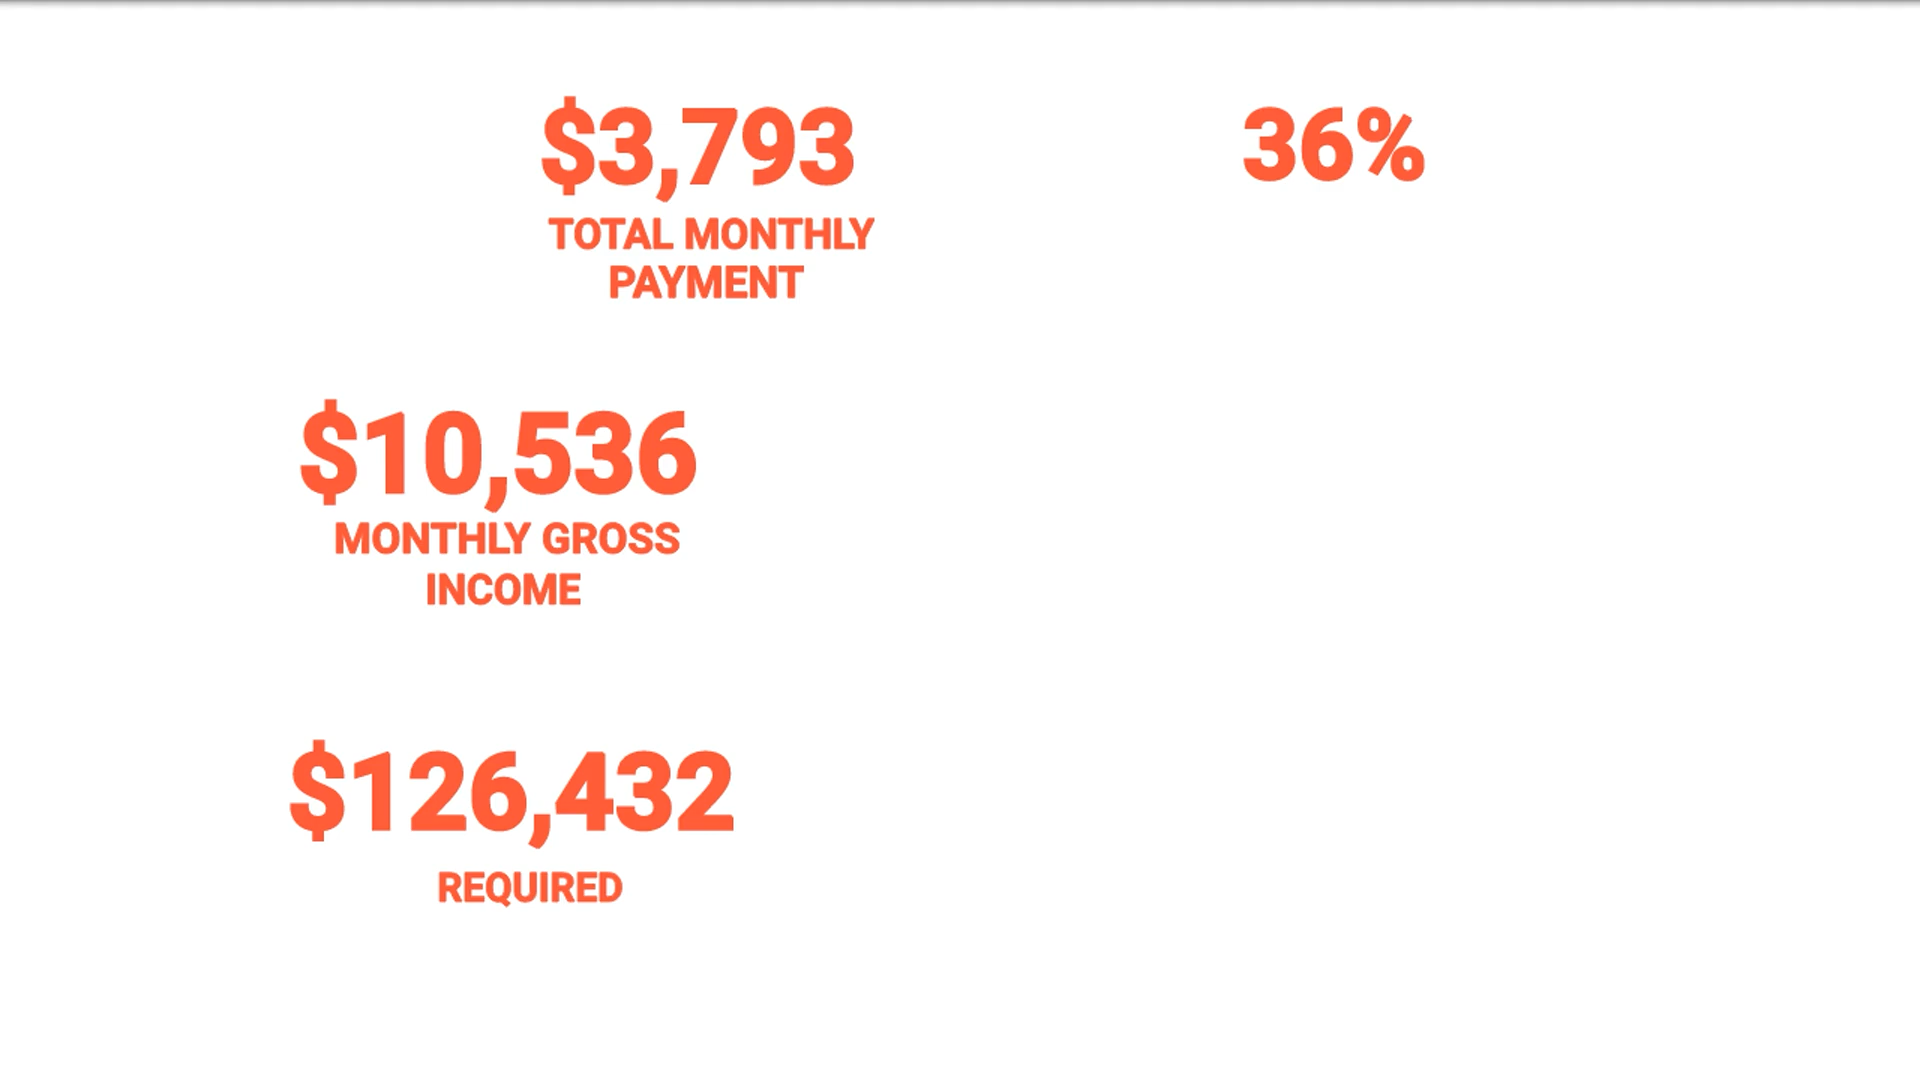 $3,793
TOTAL MONTHLY
PAYMENT
36%
$10,536
MONTHLY GROSS
INCOME
$126,432
REQUIRED